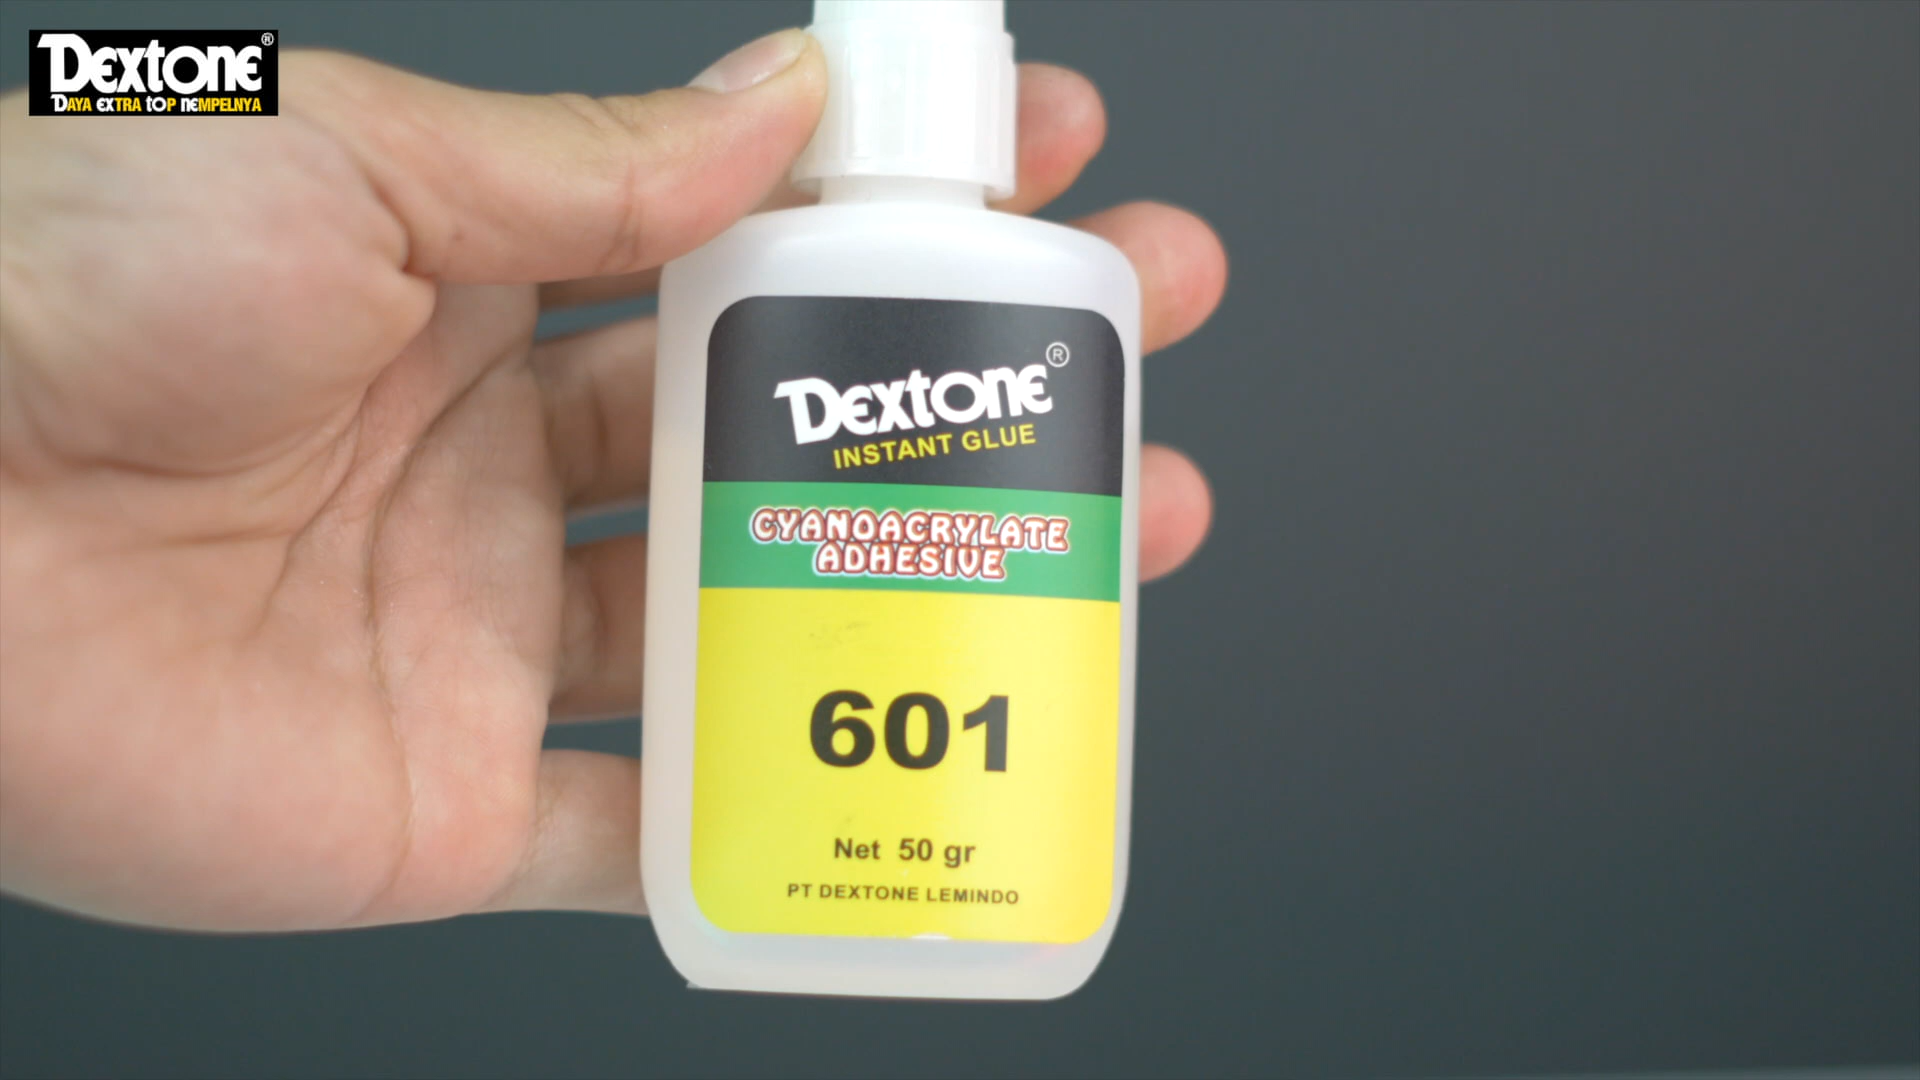 Dextone®
Daya extra top nempelnya
Dextone®
INSTANT GLUE
CYANOACRYLATE
ADHESIVE
601
Net 50 gr
PT DEXTONE LEMINDO